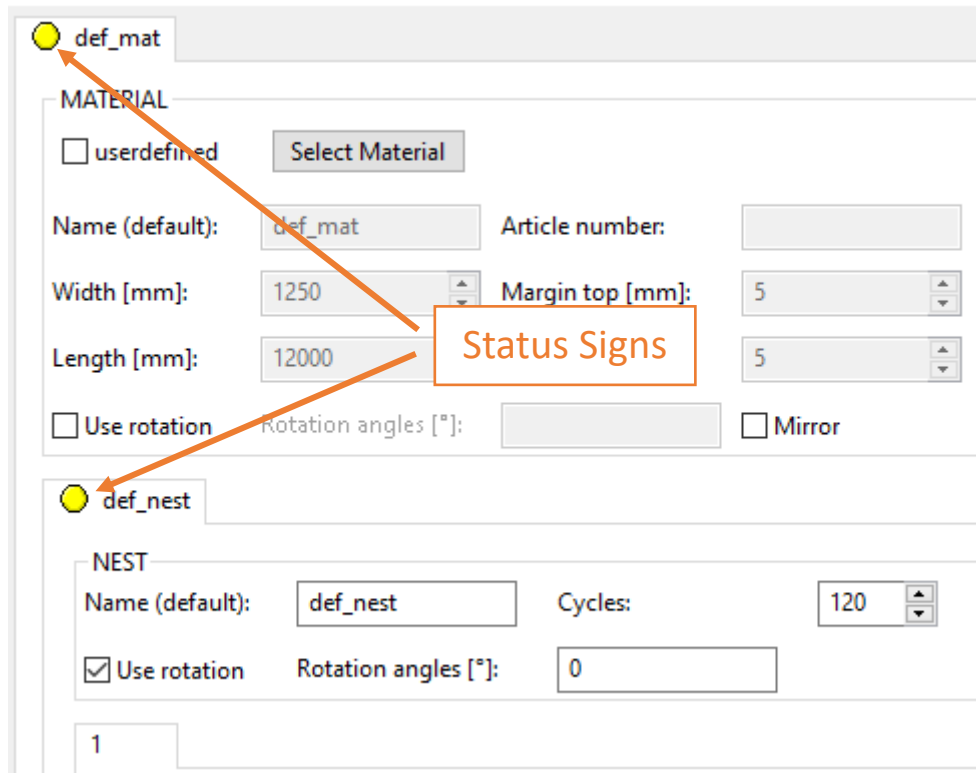 def_mat
MATERIAL
userdefined Select Material
Name (default): def_mat Article number:
Width [mm]: 1250 Margin top [mm]: 5
Status Signs
Length [mm]: 12000 5
Use rotation Rotation angles [°]: Mirror
def_nest
NEST
Name (default): def_nest Cycles: 120
Use rotation Rotation angles [°]: 0
1